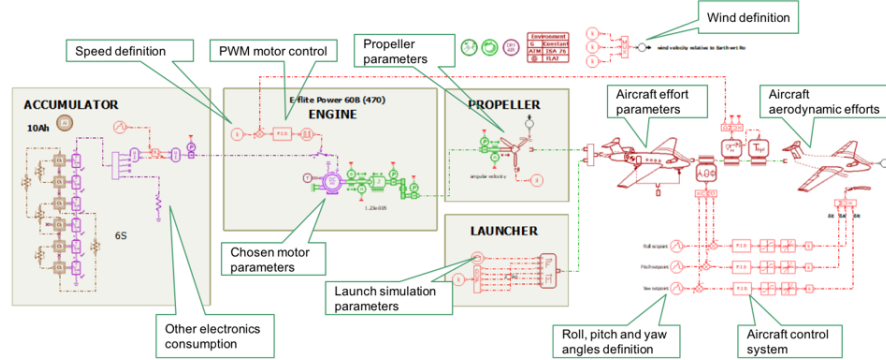 Wind definition
Speed definition
PWM motor control
Propeller
parameters
Environment
G Constant
ATM ISA 76
FLAT
wind velocity relative to Earth wrt Ro
Aircraft effort
parameters
Aircraft
aerodynamic efforts
ACCUMULATOR
10Ah
6S
E-flite Power 60B (470)
ENGINE
PROPELLER
angular velocity
P.I.D
Chosen motor
parameters
LAUNCHER
Launch simulation
parameters
Other electronics
consumption
Roll setpoint
P.I.D
Pitch setpoint
P.I.D
Yaw setpoint
P.I.D
Roll, pitch and yaw
angles definition
Aircraft control
system